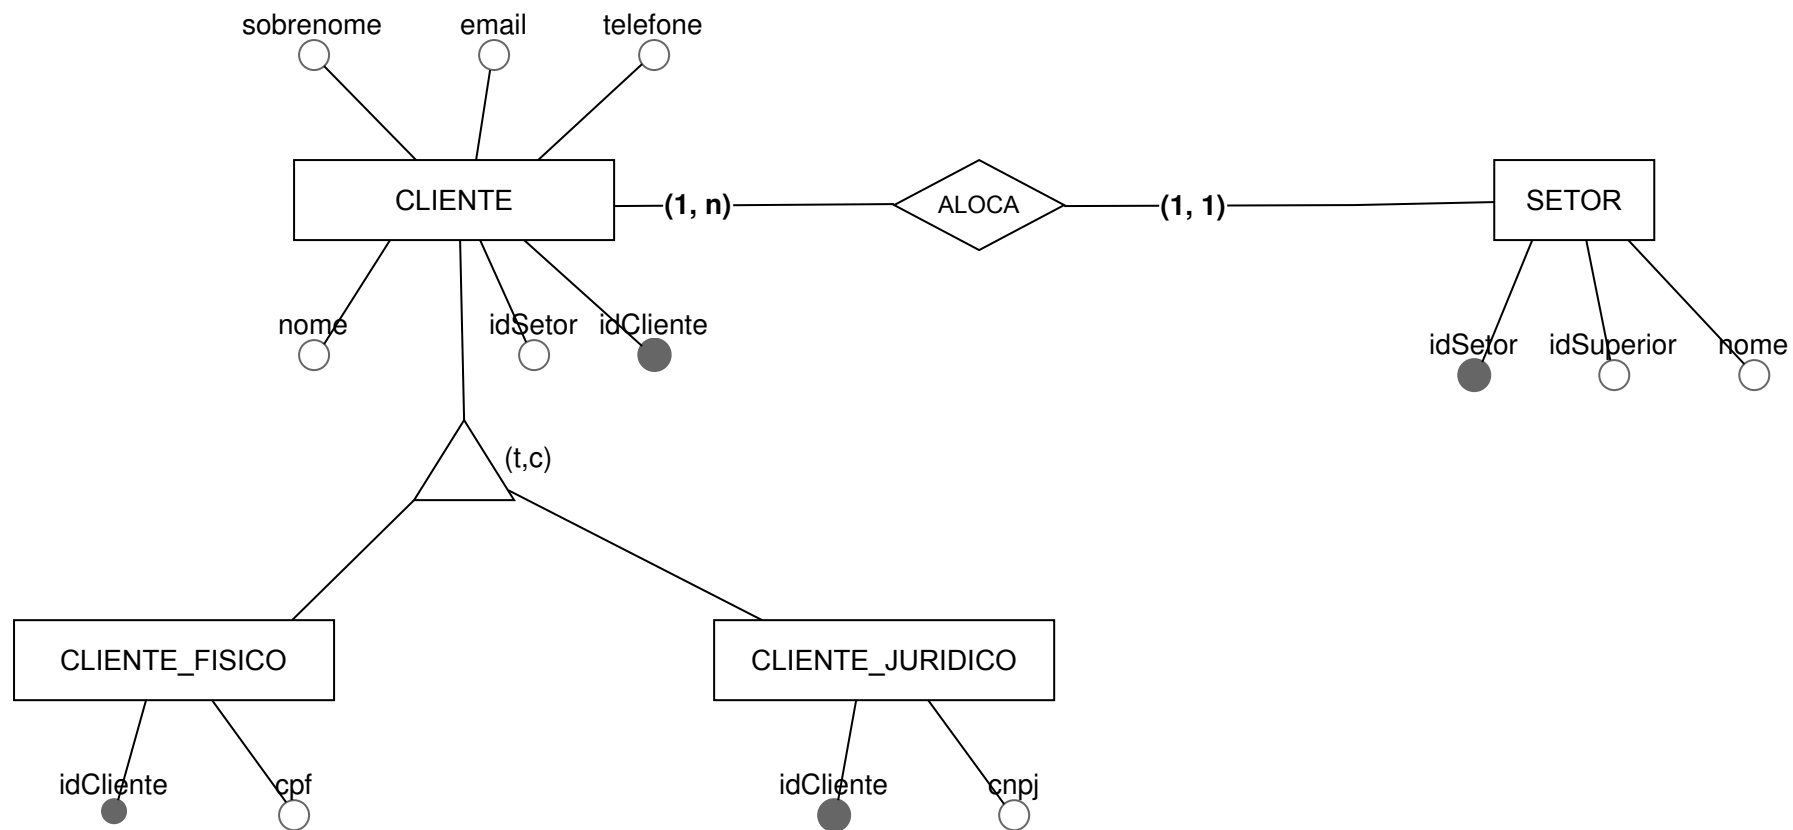 sobrenome
email
telefone
CLIENTE
(1, n)
ALOCA
(1, 1)
SETOR
nome
idSetor
idCliente
idSetor
idSuperior
nome
(t,c)
CLIENTE_FISICO
CLIENTE_JURIDICO
idCliente
cpf
idCliente
cnpj